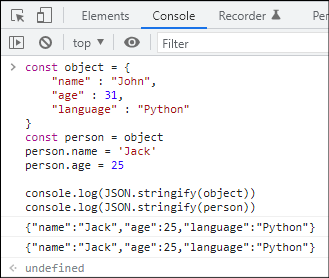 Elements Console Recorder
top Filter
const object = {
"name" : "John",
"age" : 31,
"language" : "Python"
}
const person = object
person.name = 'Jack'
person.age = 25
console.log(JSON.stringify(object))
console.log(JSON.stringify(person))
{"name":"Jack","age":25,"language":"Python"}
{"name":"Jack","age":25,"language":"Python"}
undefined